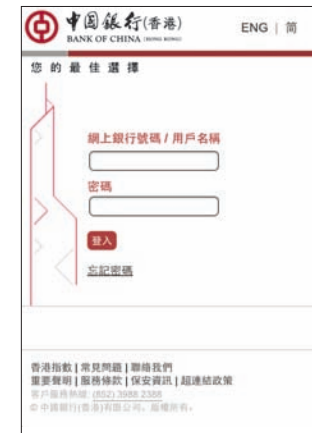 中国銀行(香港) ENG | 简
BANK OF CHINA (HONG KONG)
您的最佳選擇
網上銀行號碼 / 用戶名稱
密碼
登入
忘記密碼
香港指數 | 常見問題 | 聯絡我們
重要聲明 | 服務條款 | 保安資訊 | 超連結政策
客戶服務熱線: (852) 3988 2388
© 中國銀行(香港)有限公司。版權所有。